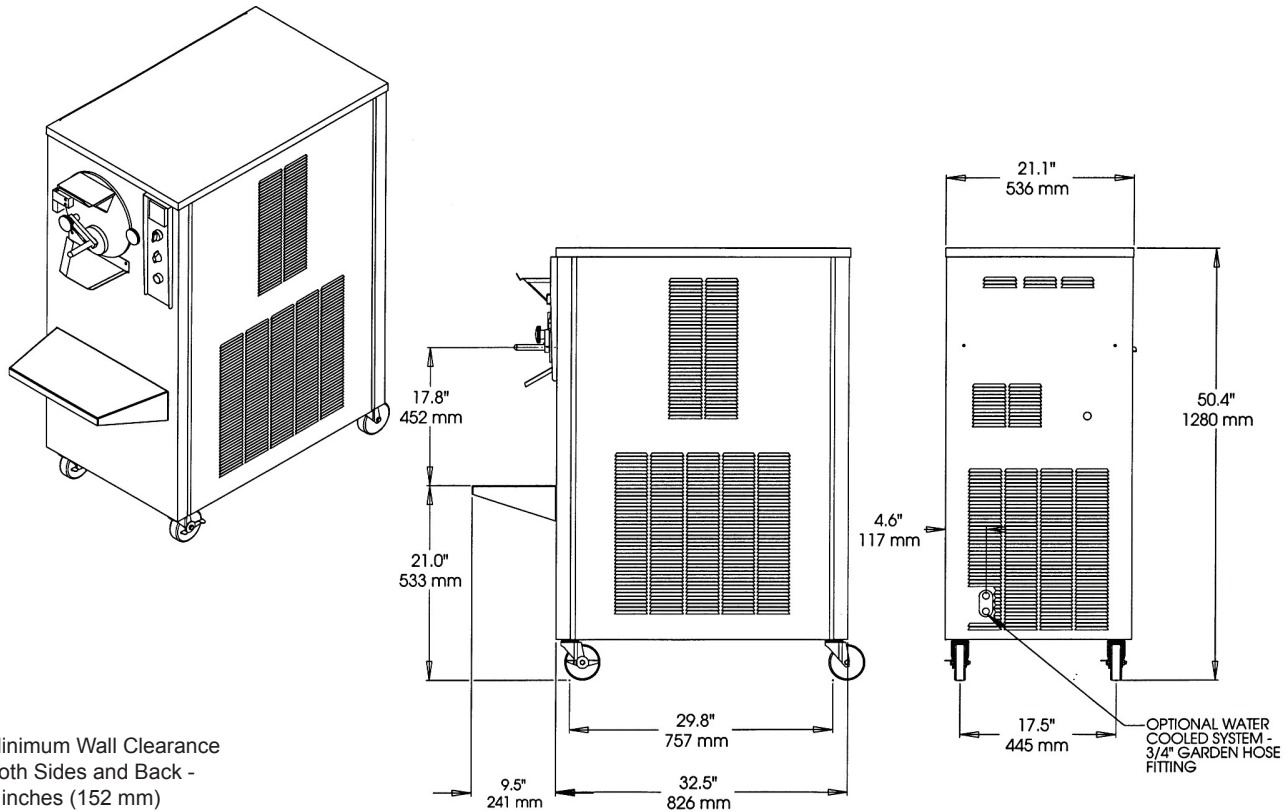 21.1"
536 mm
17.8"
452 mm
50.4"
1280 mm
4.6"
117 mm
21.0"
533 mm
29.8"
757 mm
17.5"
445 mm
OPTIONAL WATER
COOLED SYSTEM -
3/4" GARDEN HOSE
FITTING
9.5"
241 mm
32.5"
826 mm
Wall Clearance
Sides and Back -
inches (152 mm)